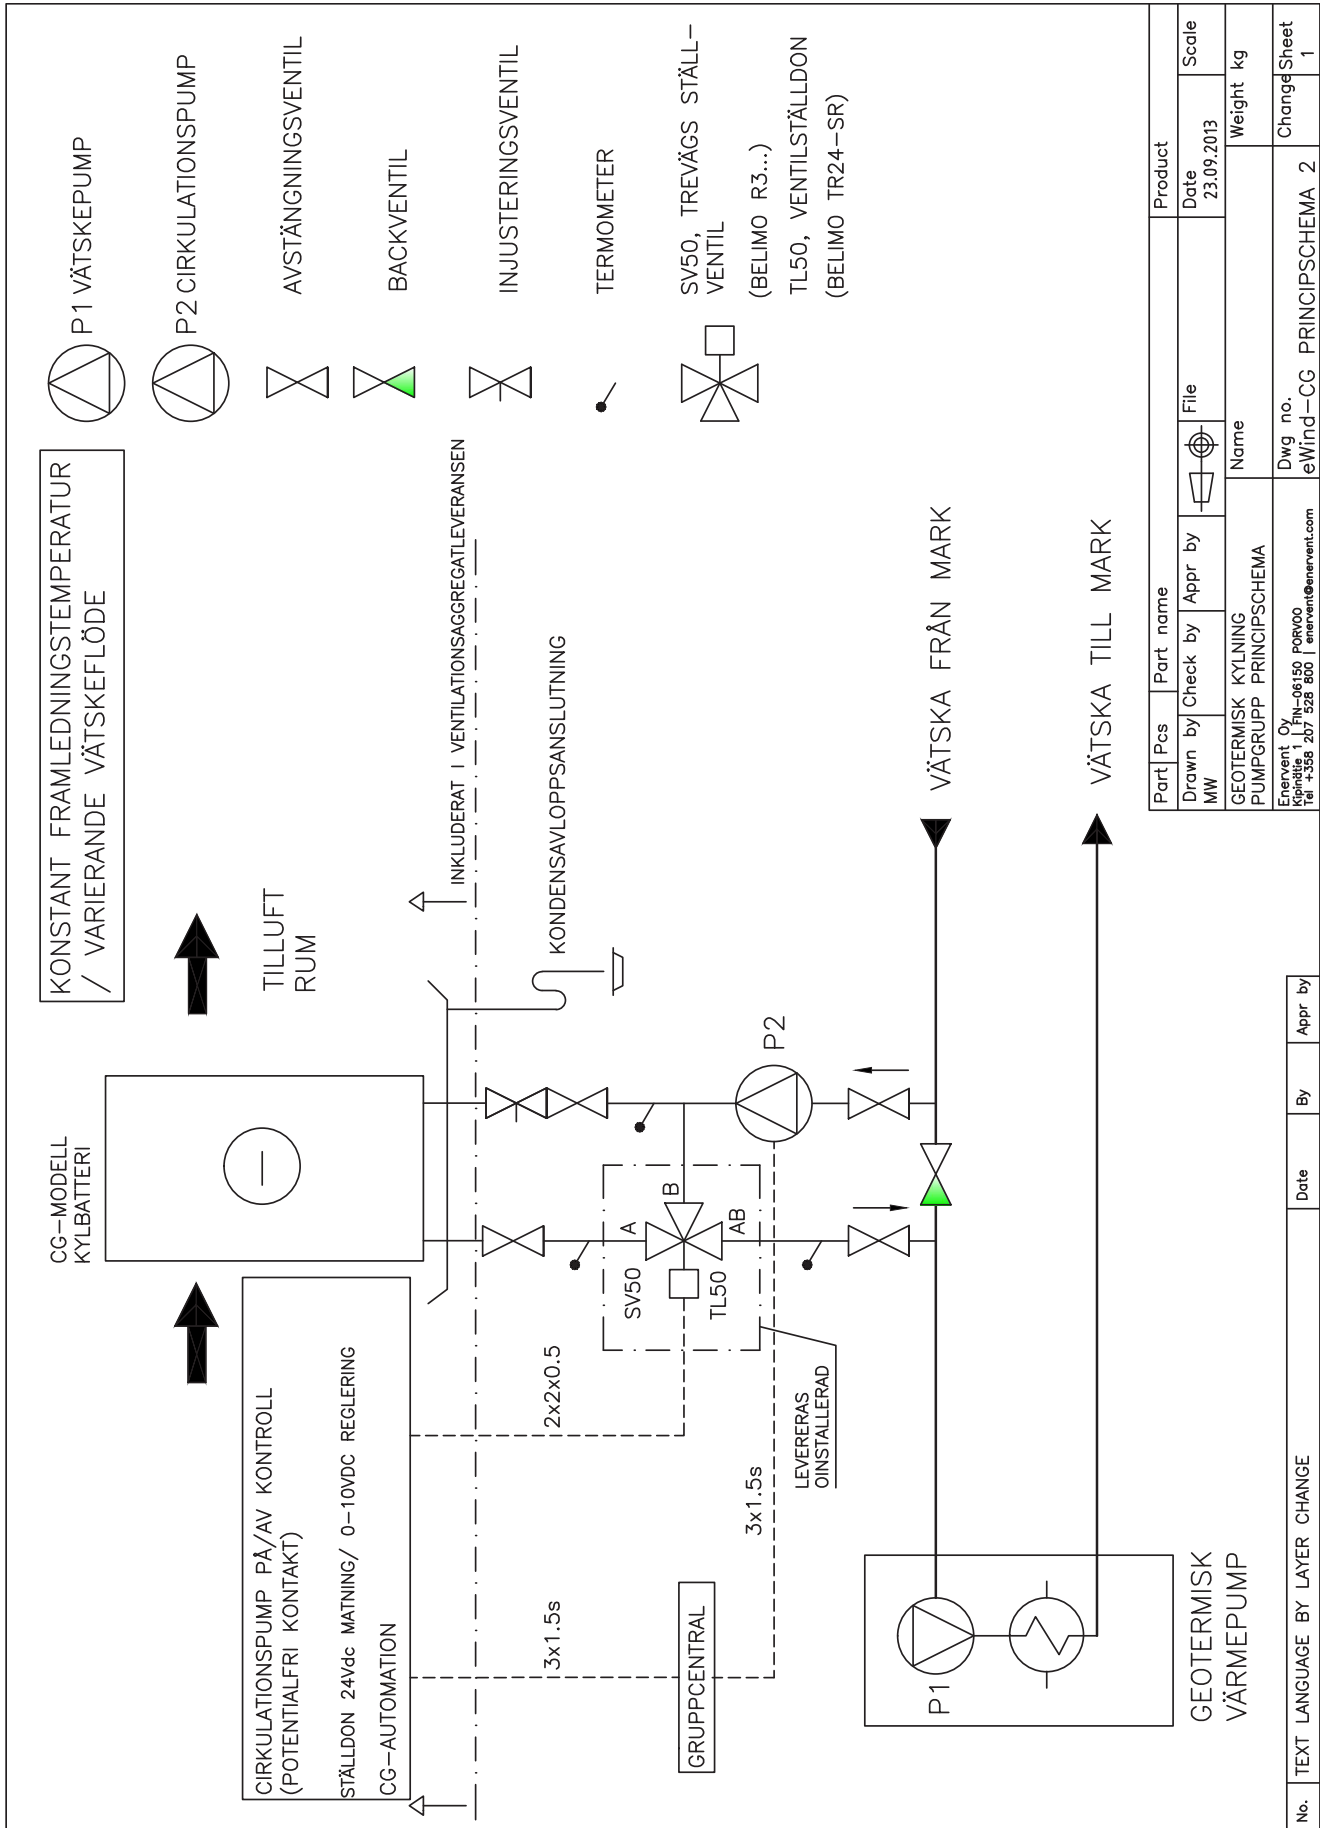 KONSTANT FRAMLEDNINGSTEMPERATUR
/ VARIERANDE VÄTSKEFLÖDE
P1 VÄTSKEPUMP
P2 CIRKULATIONSPUMP
AVSTÄNGNINGSVENTIL
BACKVENTIL
INJUSTERINGSVENTIL
TERMOMETER
SV50, TREVÄGS STÄLL-
VENTIL
(BELIMO R3...)
TL50, VENTILSTÄLLDON
(BELIMO TR24-SR)
CG-MODELL
KYLBATTERI
TILLUFT
RUM
CIRKULATIONSPUMP PÅ/AV KONTROLL
(POTENTIALFRI KONTAKT)
STÄLLDON 24Vdc MATNING/ 0-10VDC REGLERING
CG-AUTOMATION
INKLUDERAT I VENTILATIONSAGGREGATLEVERANSEN
KONDENSAVLOPPSANSLUTNING
3x1.5s
2x2x0.5
SV50
A
B
TL50
AB
P2
GRUPPCENTRAL
3x1.5s
LEVERERAS
OINSTALLERAD
P1
VÄTSKA FRÅN MARK
VÄTSKA TILL MARK
GEOTERMISK
VÄRMEPUMP
Part
Pcs
Part name
Product
Drawn by
MW
Check by
Appr by
File
Date
23.09.2013
Scale
GEOTERMISK KYLNING
PUMPGRUPP PRINCIPSCHEMA
Name
Weight kg
Enervent Oy
Kipinätie 1 | FIN-06150 PORVOO
Tel +358 207 528 800 | enervent@enervent.com
Dwg no.
eWind-CG PRINCIPSCHEMA 2
Change
Sheet
1
No.
TEXT LANGUAGE BY LAYER CHANGE
Date
By
Appr by